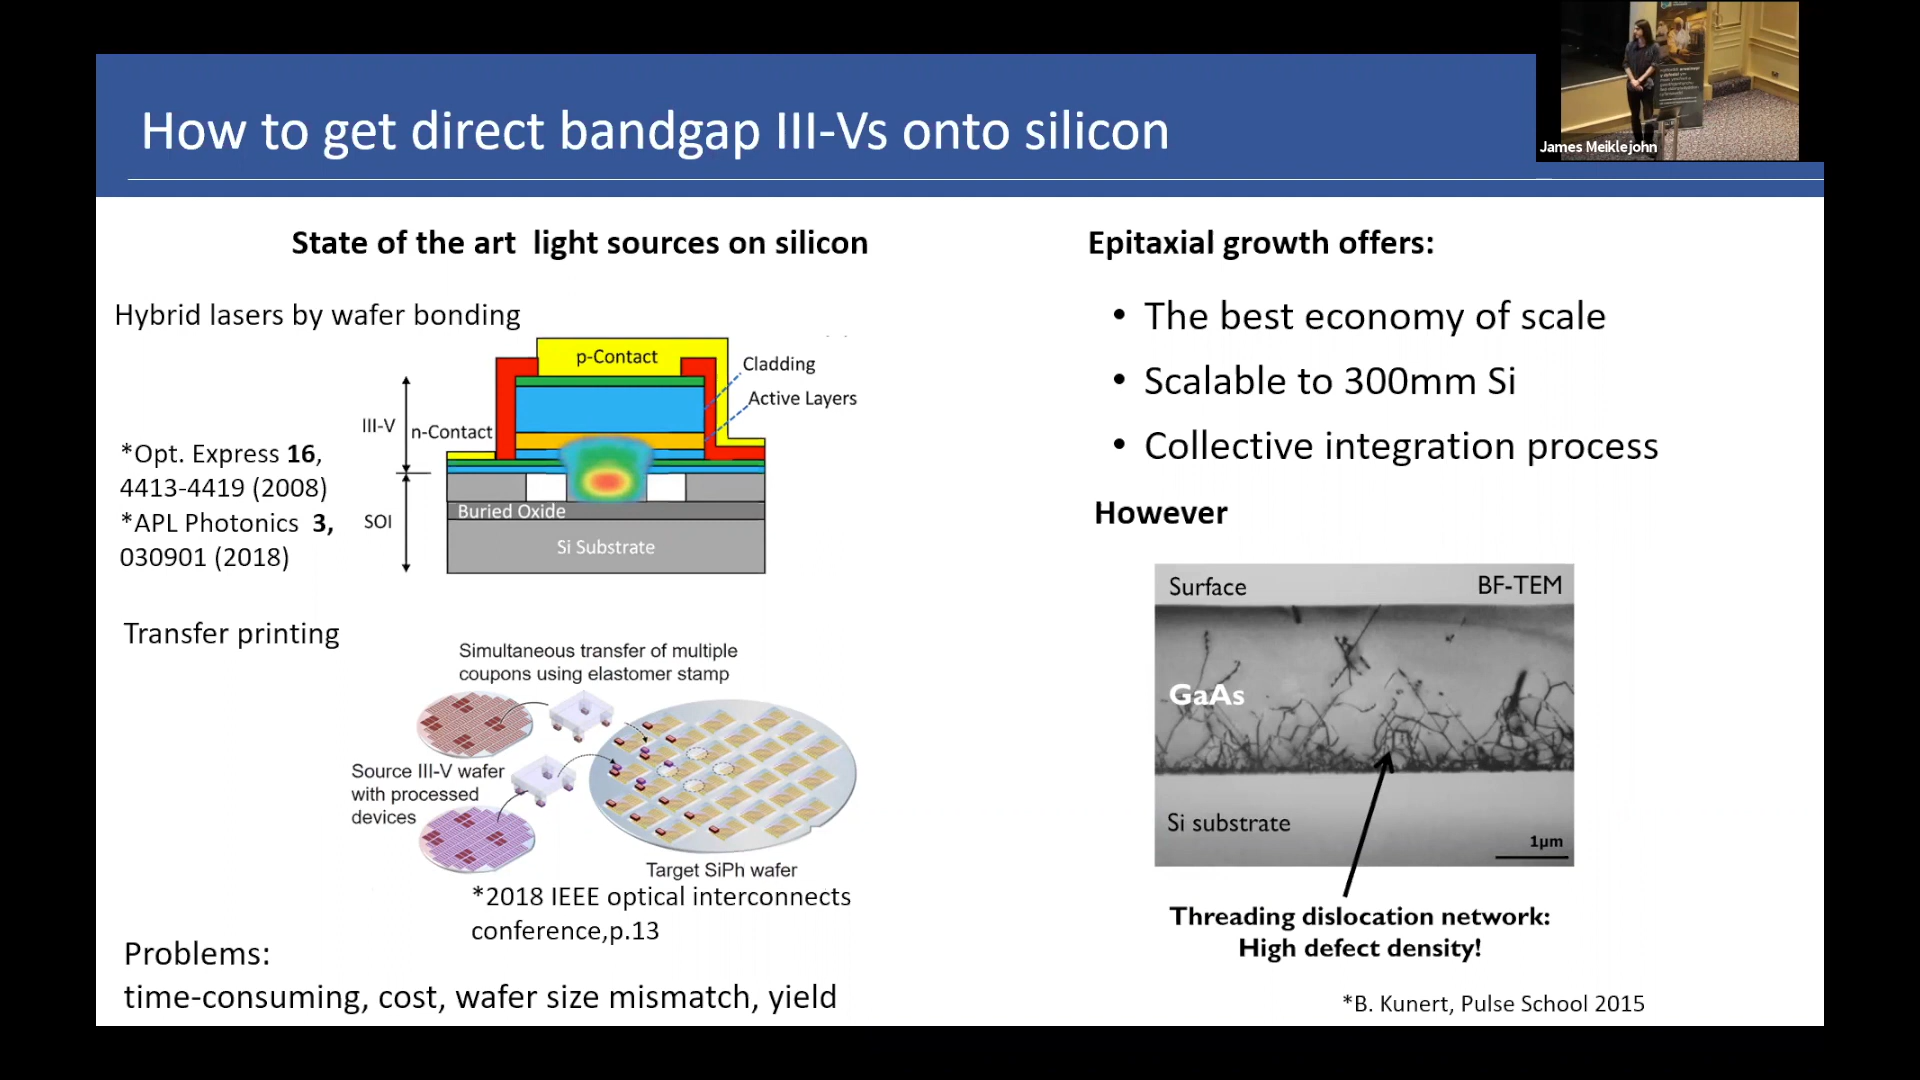 How to get direct bandgap III-Vs onto silicon
James Meiklejohn
State of the art light sources on silicon
Hybrid lasers by wafer bonding
p-Contact
Cladding
Active Layers
III-V
n-Contact
*Opt. Express 16,
4413-4419 (2008)
*APL Photonics 3,
030901 (2018)
SOI
Buried Oxide
Si Substrate
Transfer printing
Simultaneous transfer of multiple
coupons using elastomer stamp
Source III-V wafer
with processed
devices
Target SiPh wafer
*2018 IEEE optical interconnects
conference,p.13
Problems:
time-consuming, cost, wafer size mismatch, yield
Epitaxial growth offers:
• The best economy of scale
• Scalable to 300mm Si
• Collective integration process
However
Surface
BF-TEM
GaAs
Si substrate
1µm
Threading dislocation network:
High defect density!
*B. Kunert, Pulse School 2015